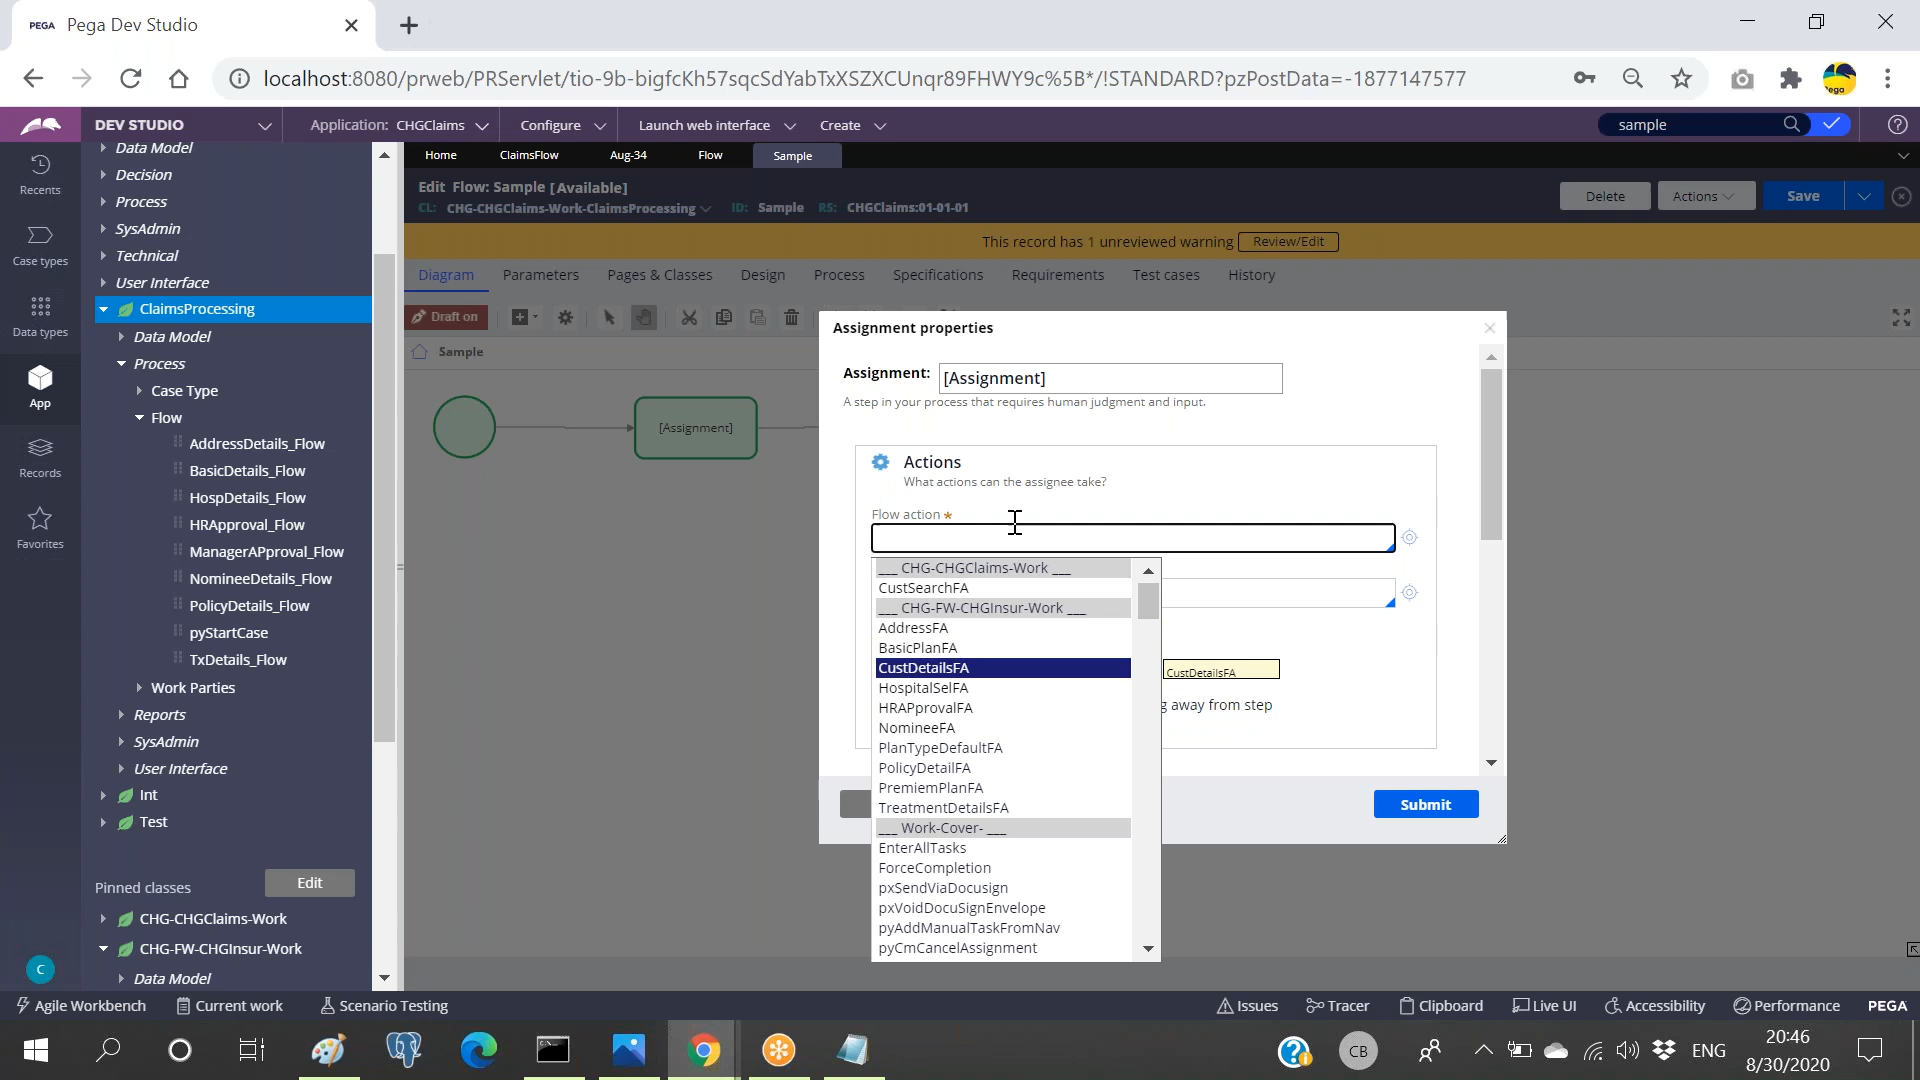 PEGA Pega Dev Studio
localhost:8080/prweb/PRServlet/tio-9b-bigfcKh57sqcSdYabTxXSZXCUnqr89FHWY9c%5B*/!STANDARD?pzPostData=-1877147577
DEV STUDIO Application: CHGClaims Configure Launch web interface Create sample
Recents
Case types
Data types
App
Records
Favorites
C
Data Model
Decision
Process
SysAdmin
Technical
User Interface
ClaimsProcessing
Data Model
Process
Case Type
Flow
AddressDetails_Flow
BasicDetails_Flow
HospDetails_Flow
HRApproval_Flow
ManagerAPproval_Flow
NomineeDetails_Flow
PolicyDetails_Flow
pyStartCase
TxDetails_Flow
Work Parties
Reports
SysAdmin
User Interface
Int
Test
Pinned classes Edit
CHG-CHGClaims-Work
CHG-FW-CHGInsur-Work
Data Model
Home ClaimsFlow Aug-34 Flow Sample
Edit Flow: Sample [Available]
CL: CHG-CHGClaims-Work-ClaimsProcessing ID: Sample RS: CHGClaims:01-01-01
Delete Actions Save
This record has 1 unreviewed warning Review/Edit
Diagram Parameters Pages & Classes Design Process Specifications Requirements Test cases History
Draft on
Sample
[Assignment]
Assignment properties
Assignment: [Assignment]
A step in your process that requires human judgment and input.
Actions
What actions can the assignee take?
Flow action *
___ CHG-CHGClaims-Work ___
CustSearchFA
___ CHG-FW-CHGInsur-Work ___
AddressFA
BasicPlanFA
CustDetailsFA
CustDetailsFA
HospitalSelFA
HRAPprovalFA
g away from step
NomineeFA
PlanTypeDefaultFA
PolicyDetailFA
PremiemPlanFA
TreatmentDetailsFA
___ Work-Cover- ___
EnterAllTasks
ForceCompletion
pxSendViaDocusign
pxVoidDocuSignEnvelope
pyAddManualTaskFromNav
pyCmCancelAssignment
Submit
Agile Workbench Current work Scenario Testing Issues Tracer Clipboard Live UI Accessibility Performance PEGA
CB ENG 20:46
8/30/2020